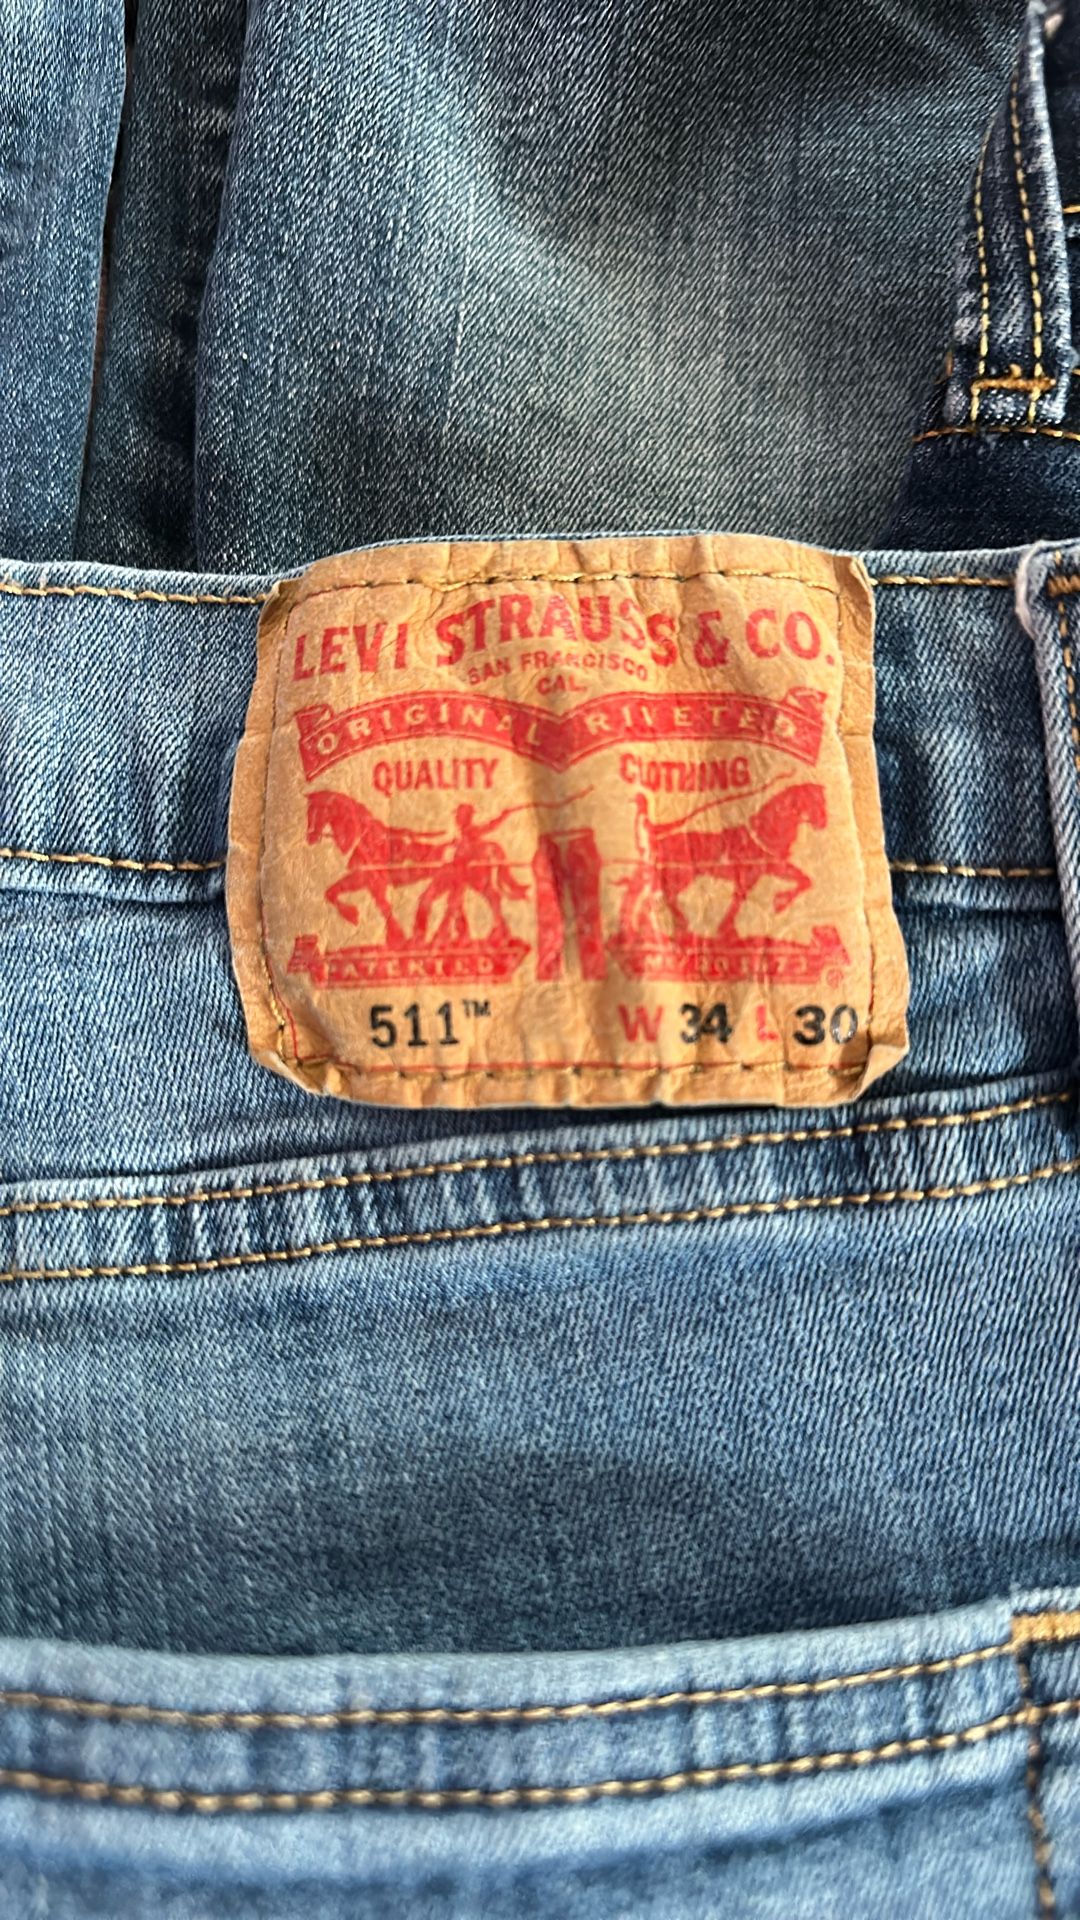 LEVI STRAUSS & CO.
SAN FRANCISCO
CAL.
ORIGINAL RIVETED
QUALITY CLOTHING
511™ W 34 L 30